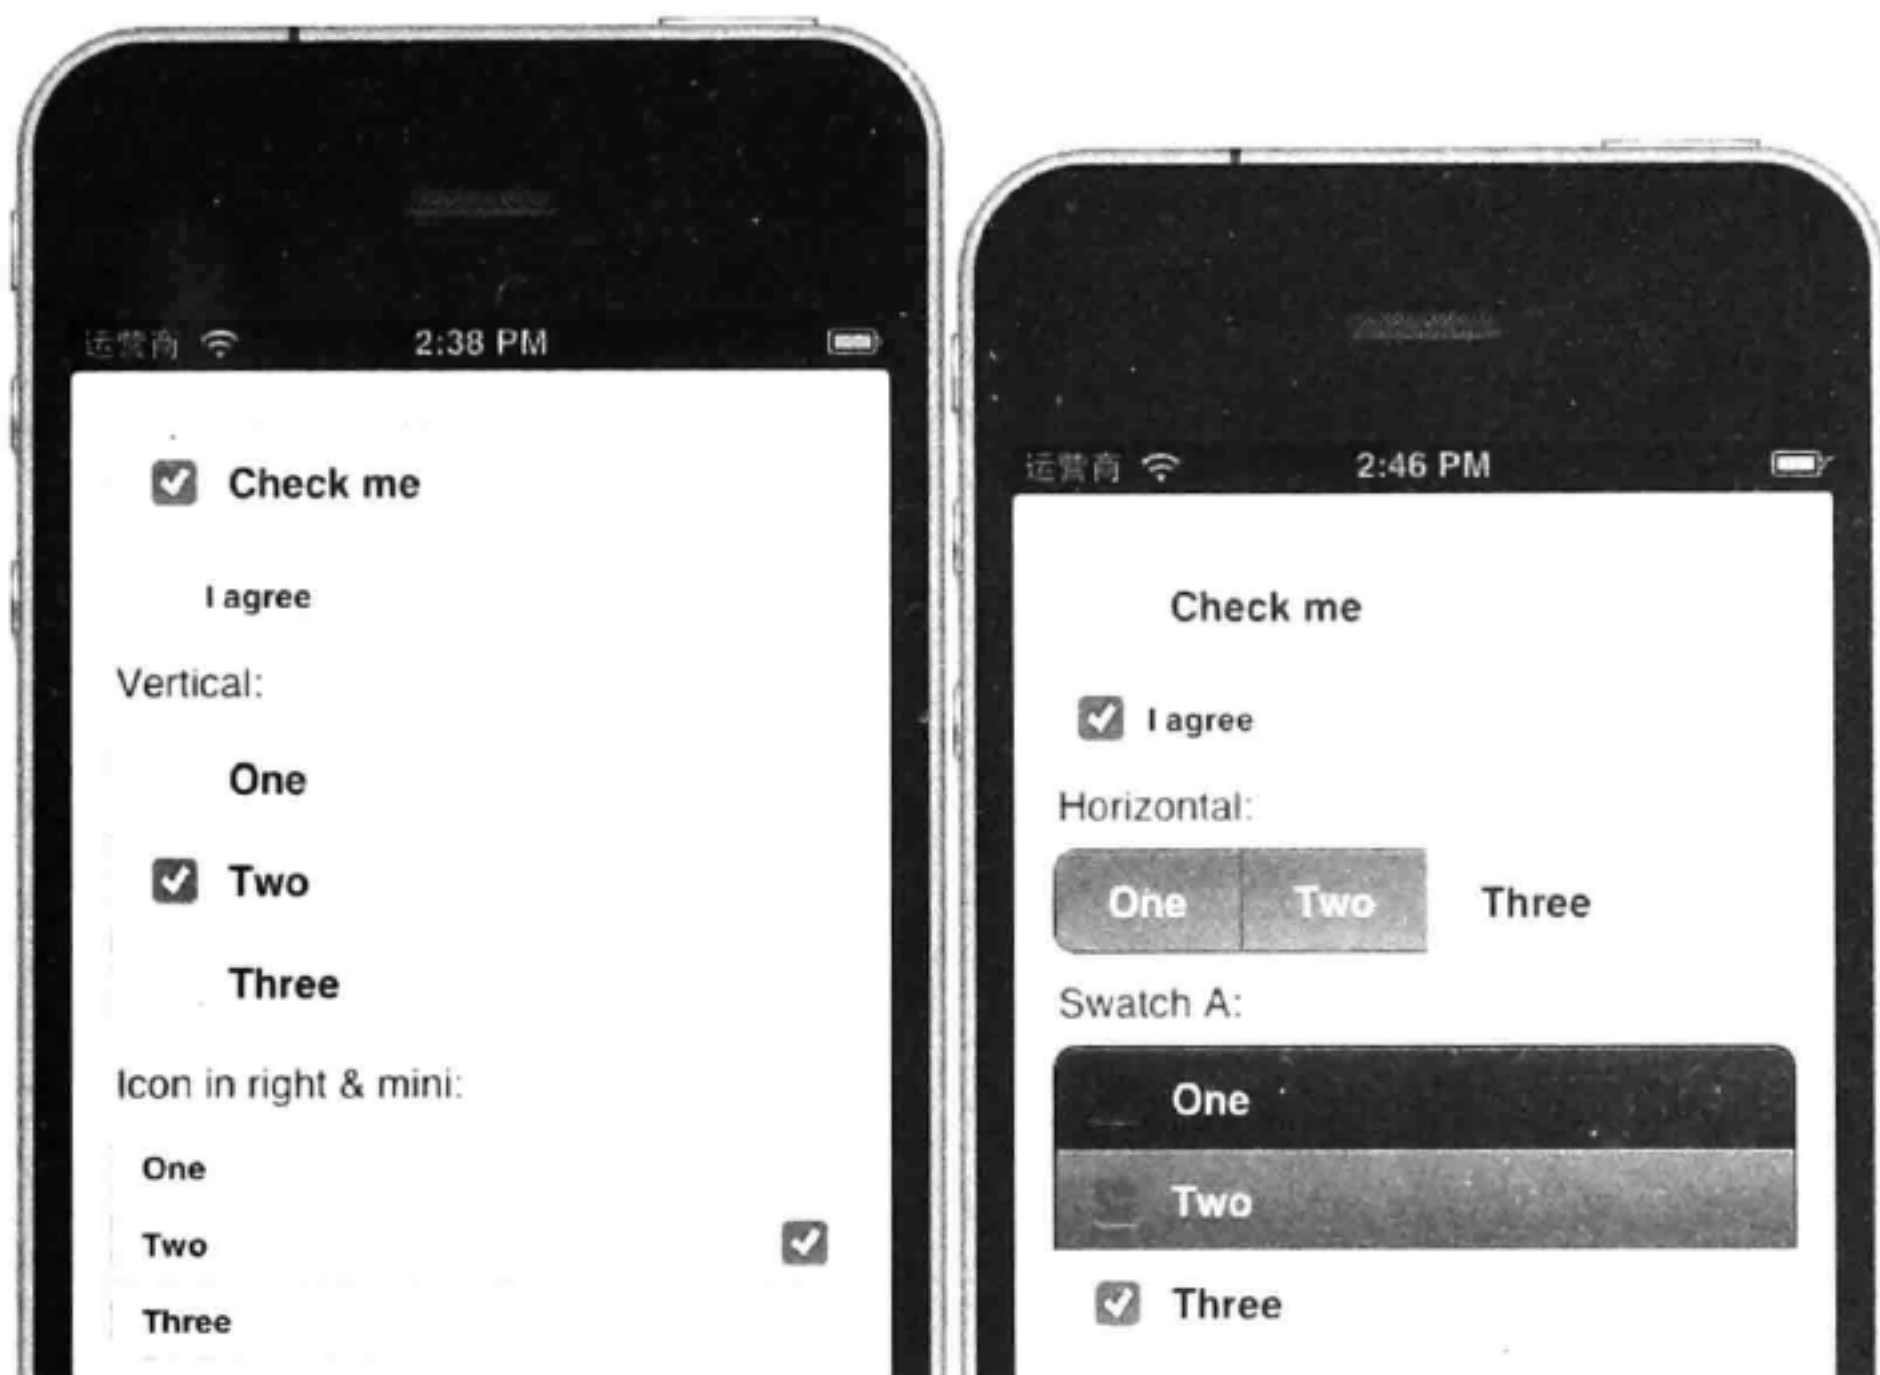 运营商 2:38 PM
Check me
I agree
Vertical:
One
Two
Three
Icon in right & mini:
One
Two
Three
运营商 2:46 PM
Check me
I agree
Horizontal:
One Two Three
Swatch A:
One
Two
Three